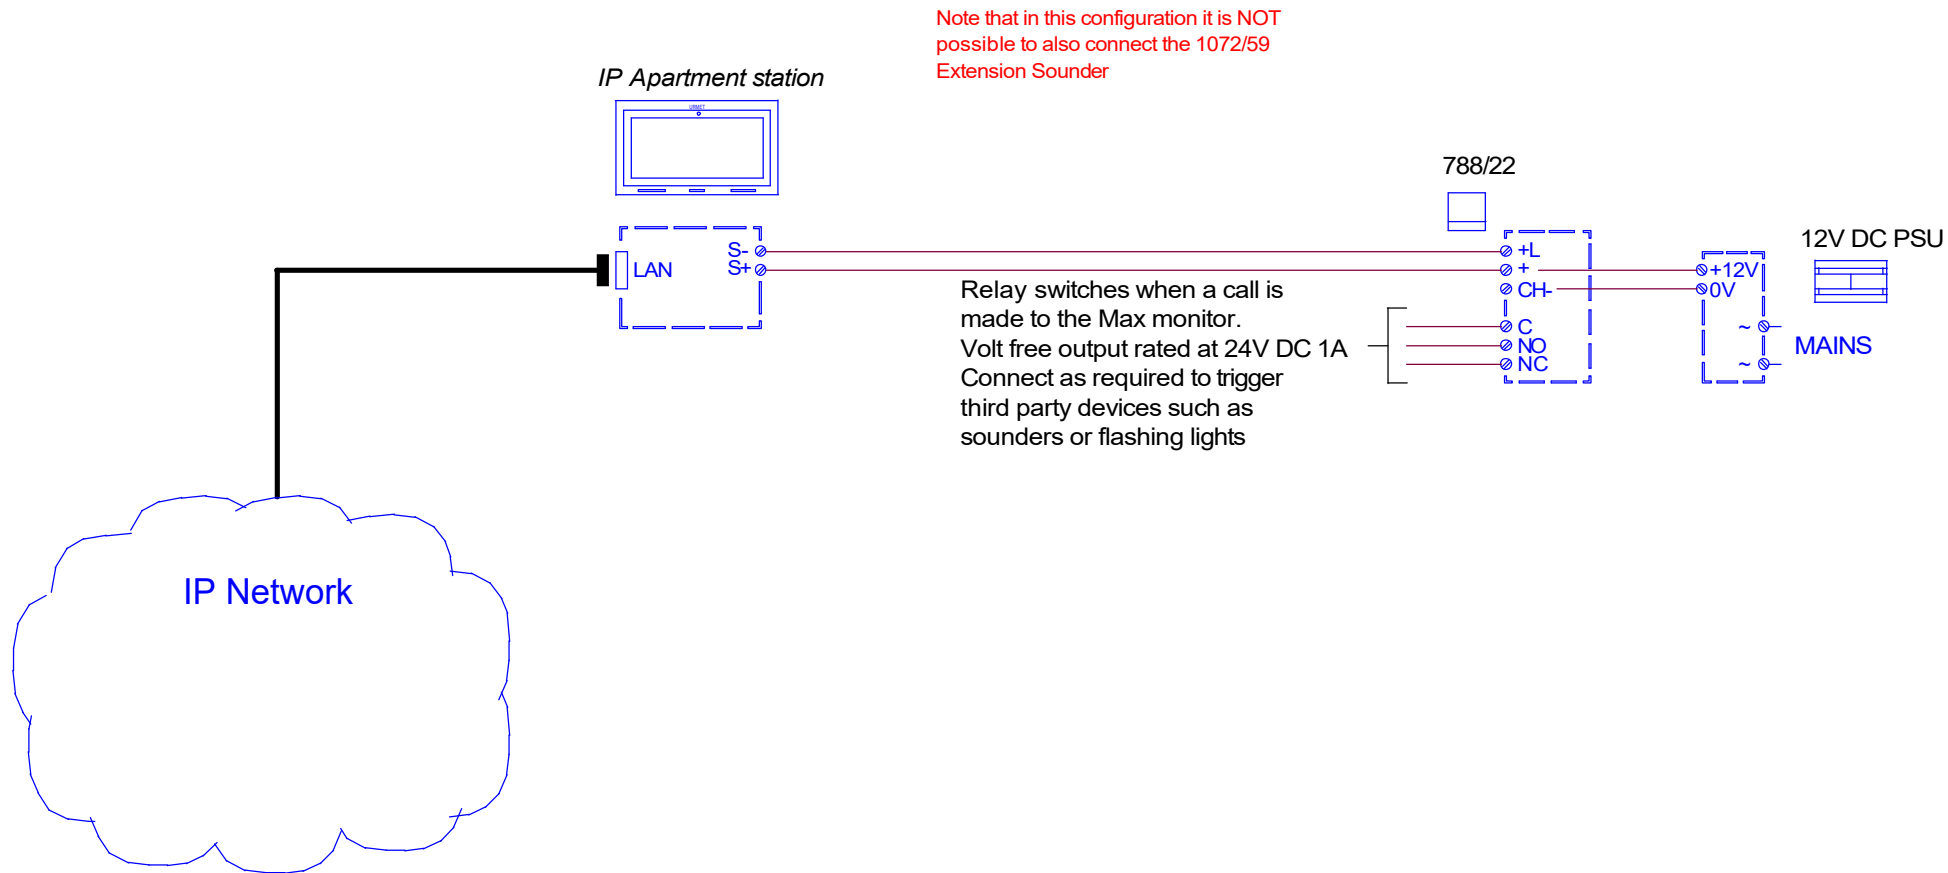 Note that in this configuration it is NOT
possible to also connect the 1072/59
Extension Sounder
IP Apartment station
URMET
788/22
12V DC PSU
S-
S+
LAN
+L
+
CH-
C
NO
NC
+12V
0V
~
~
MAINS
Relay switches when a call is
made to the Max monitor.
Volt free output rated at 24V DC 1A
Connect as required to trigger
third party devices such as
sounders or flashing lights
IP Network